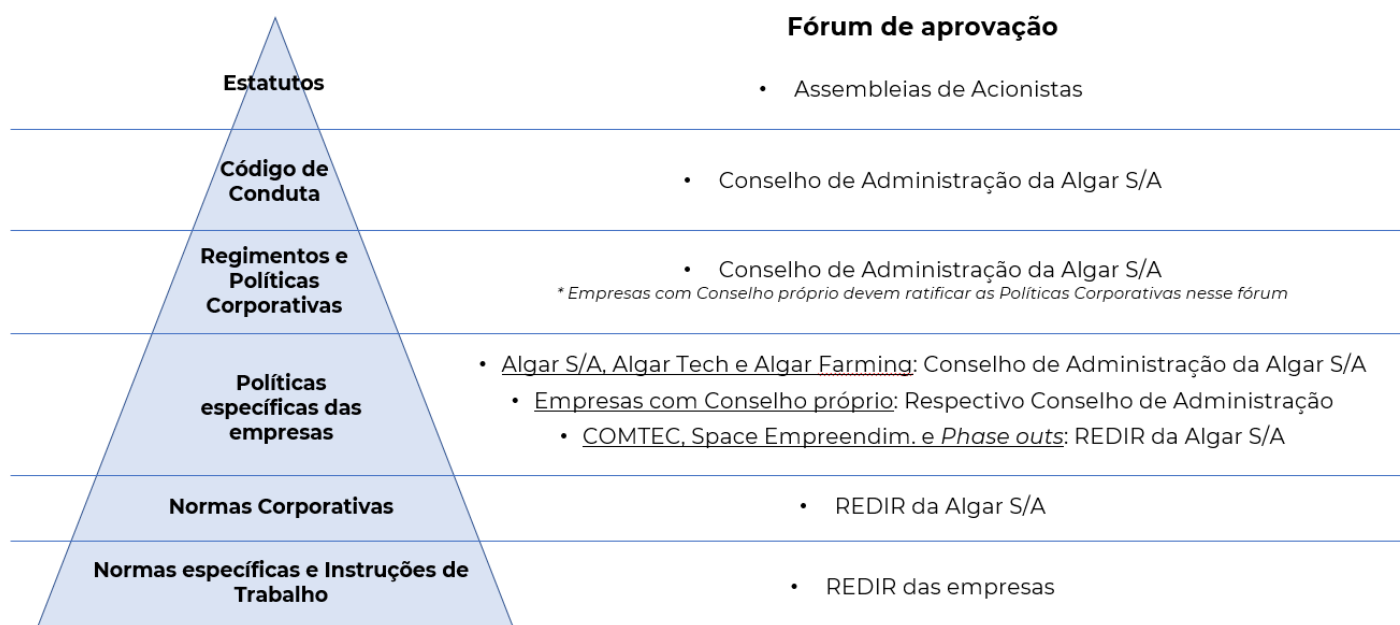 Fórum de aprovação
Estatutos
• Assembleias de Acionistas
Código de
Conduta
• Conselho de Administração da Algar S/A
Regimentos e
Políticas
Corporativas
• Conselho de Administração da Algar S/A
* Empresas com Conselho próprio devem ratificar as Políticas Corporativas nesse fórum
Políticas
específicas das
empresas
• Algar S/A, Algar Tech e Algar Farming: Conselho de Administração da Algar S/A
• Empresas com Conselho próprio: Respectivo Conselho de Administração
• COMTEC, Space Empreendim. e Phase outs: REDIR da Algar S/A
Normas Corporativas
• REDIR da Algar S/A
Normas específicas e Instruções de
Trabalho
• REDIR das empresas